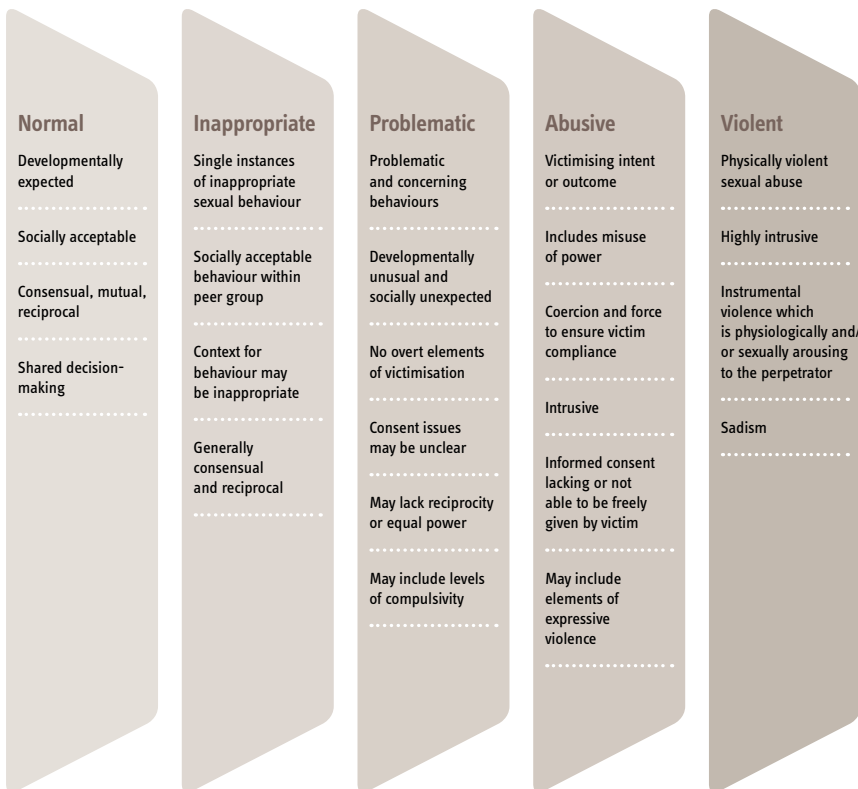 Normal
Developmentally
expected
Socially acceptable
Consensual, mutual,
reciprocal
Shared decision-
making
Inappropriate
Single instances
of inappropriate
sexual behaviour
Socially acceptable
behaviour within
peer group
Context for
behaviour may
be inappropriate
Generally
consensual
and reciprocal
Problematic
Problematic
and concerning
behaviours
Developmentally
unusual and
socially unexpected
No overt elements
of victimisation
Consent issues
may be unclear
May lack reciprocity
or equal power
May include levels
of compulsivity
Abusive
Victimising intent
or outcome
Includes misuse
of power
Coercion and force
to ensure victim
compliance
Intrusive
Informed consent
lacking or not
able to be freely
given by victim
May include
elements of
expressive
violence
Violent
Physically violent
sexual abuse
Highly intrusive
Instrumental
violence which
is physiologically and/
or sexually arousing
to the perpetrator
Sadism